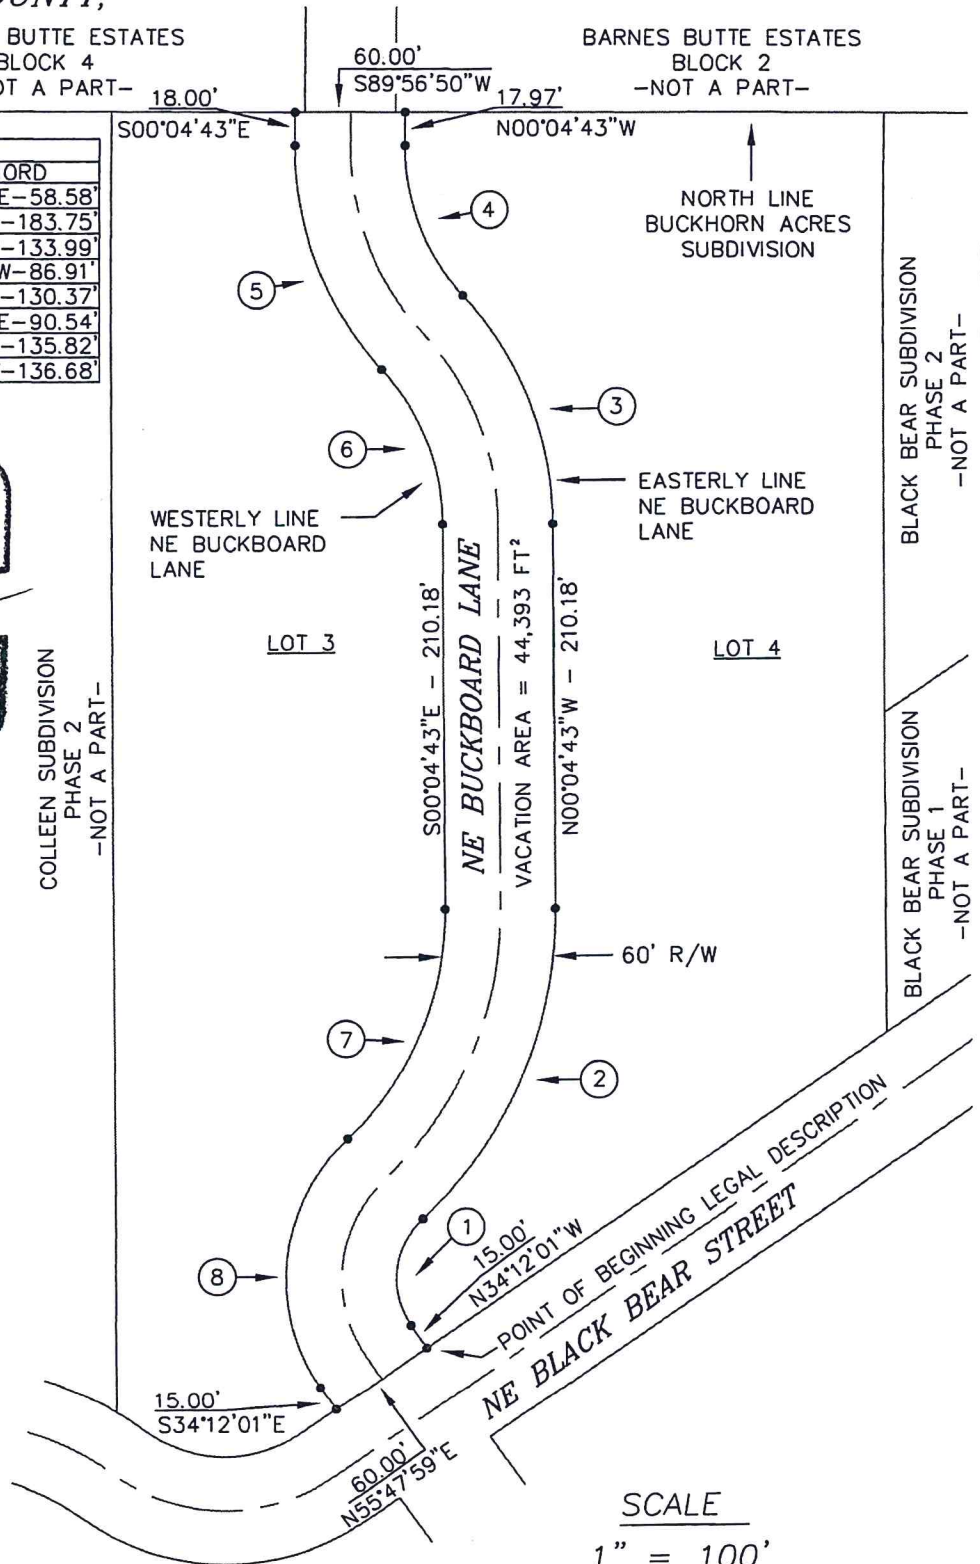 BUTTE ESTATES
BLOCK 4
-NOT A PART-
60.00'
S89°56'50"W
BARNES BUTTE ESTATES
BLOCK 2
-NOT A PART-
18.00'
S00°04'43"E
17.97'
N00°04'43"W
ORD
E-58.58'
-183.75'
-133.99'
W-86.91'
-130.37'
E-90.54'
-135.82'
-136.68'
NORTH LINE
BUCKHORN ACRES
SUBDIVISION
4
5
3
6
WESTERLY LINE
NE BUCKBOARD
LANE
EASTERLY LINE
NE BUCKBOARD
LANE
BLACK BEAR SUBDIVISION
PHASE 2
-NOT A PART-
LOT 3
S00°04'43"E - 210.18'
NE BUCKBOARD LANE
VACATION AREA = 44,393 FT²
N00°04'43"W - 210.18'
LOT 4
COLLEEN SUBDIVISION
PHASE 2
-NOT A PART-
BLACK BEAR SUBDIVISION
PHASE 1
-NOT A PART-
60' R/W
7
2
1
8
15.00'
N34°12'01"W
POINT OF BEGINNING LEGAL DESCRIPTION
NE BLACK BEAR STREET
15.00'
S34°12'01"E
60.00'
N55°47'59"E
SCALE
1" = 100'